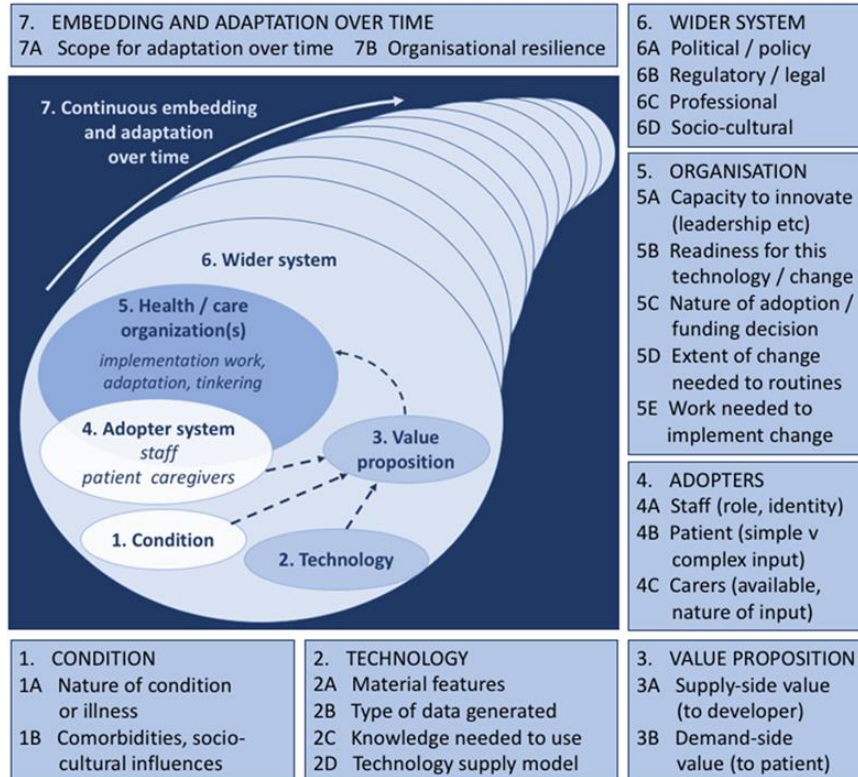 7. EMBEDDING AND ADAPTATION OVER TIME
7A Scope for adaptation over time 7B Organisational resilience
7. Continuous embedding
and adaptation
over time
6. Wider system
5. Health / care
organization(s)
implementation work,
adaptation, tinkering
4. Adopter system
staff
patient caregivers
3. Value
proposition
1. Condition
2. Technology
6. WIDER SYSTEM
6A Political / policy
6B Regulatory / legal
6C Professional
6D Socio-cultural
5. ORGANISATION
5A Capacity to innovate
(leadership etc)
5B Readiness for this
technology / change
5C Nature of adoption /
funding decision
5D Extent of change
needed to routines
5E Work needed to
implement change
4. ADOPTERS
4A Staff (role, identity)
4B Patient (simple v
complex input)
4C Carers (available,
nature of input)
1. CONDITION
1A Nature of condition
or illness
1B Comorbidities, socio-
cultural influences
2. TECHNOLOGY
2A Material features
2B Type of data generated
2C Knowledge needed to use
2D Technology supply model
3. VALUE PROPOSITION
3A Supply-side value
(to developer)
3B Demand-side
value (to patient)